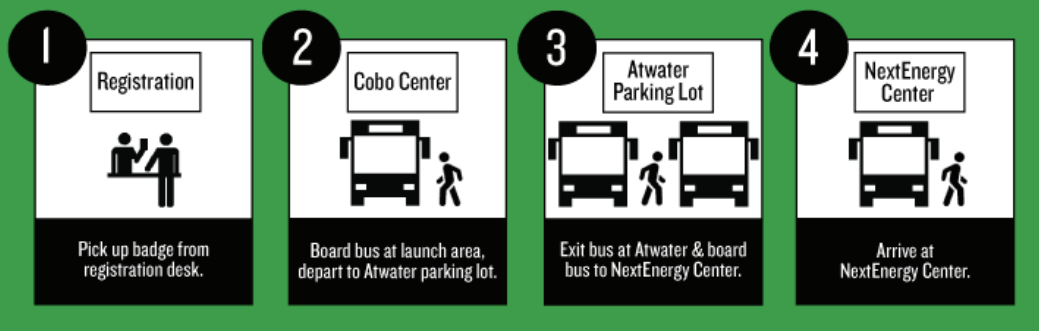 1
Registration
Pick up badge from
registration desk.
2
Cobo Center
Board bus at launch area,
depart to Atwater parking lot.
3
Atwater
Parking Lot
Exit bus at Atwater & board
bus to NextEnergy Center.
4
NextEnergy
Center
Arrive at
NextEnergy Center.